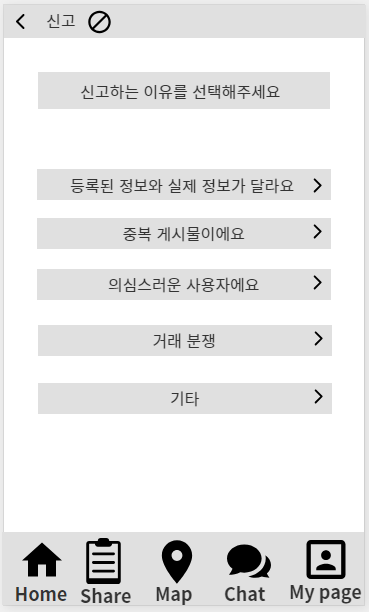 신고
신고하는 이유를 선택해주세요
등록된 정보와 실제 정보가 달라요
중복 게시물이에요
의심스러운 사용자에요
거래 분쟁
기타
Home Share Map Chat My page